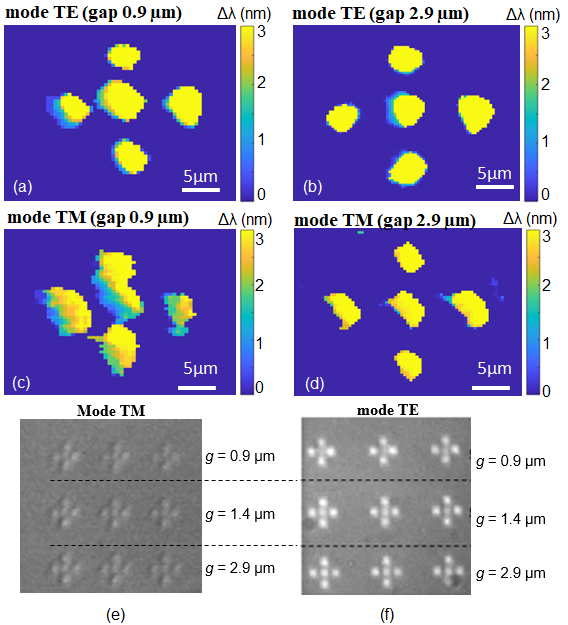 mode TE (gap 0.9 µm) Δλ (nm)
3
2
1
0
(a)
5µm
mode TE (gap 2.9 µm) Δλ (nm)
3
2
1
0
(b)
5µm
mode TM (gap 0.9 µm) Δλ (nm)
3
2
1
0
(c)
5µm
mode TM (gap 2.9 µm) Δλ (nm)
3
2
1
0
(d)
5µm
Mode TM
g = 0.9 µm
g = 1.4 µm
g = 2.9 µm
(e)
mode TE
g = 0.9 µm
g = 1.4 µm
g = 2.9 µm
(f)